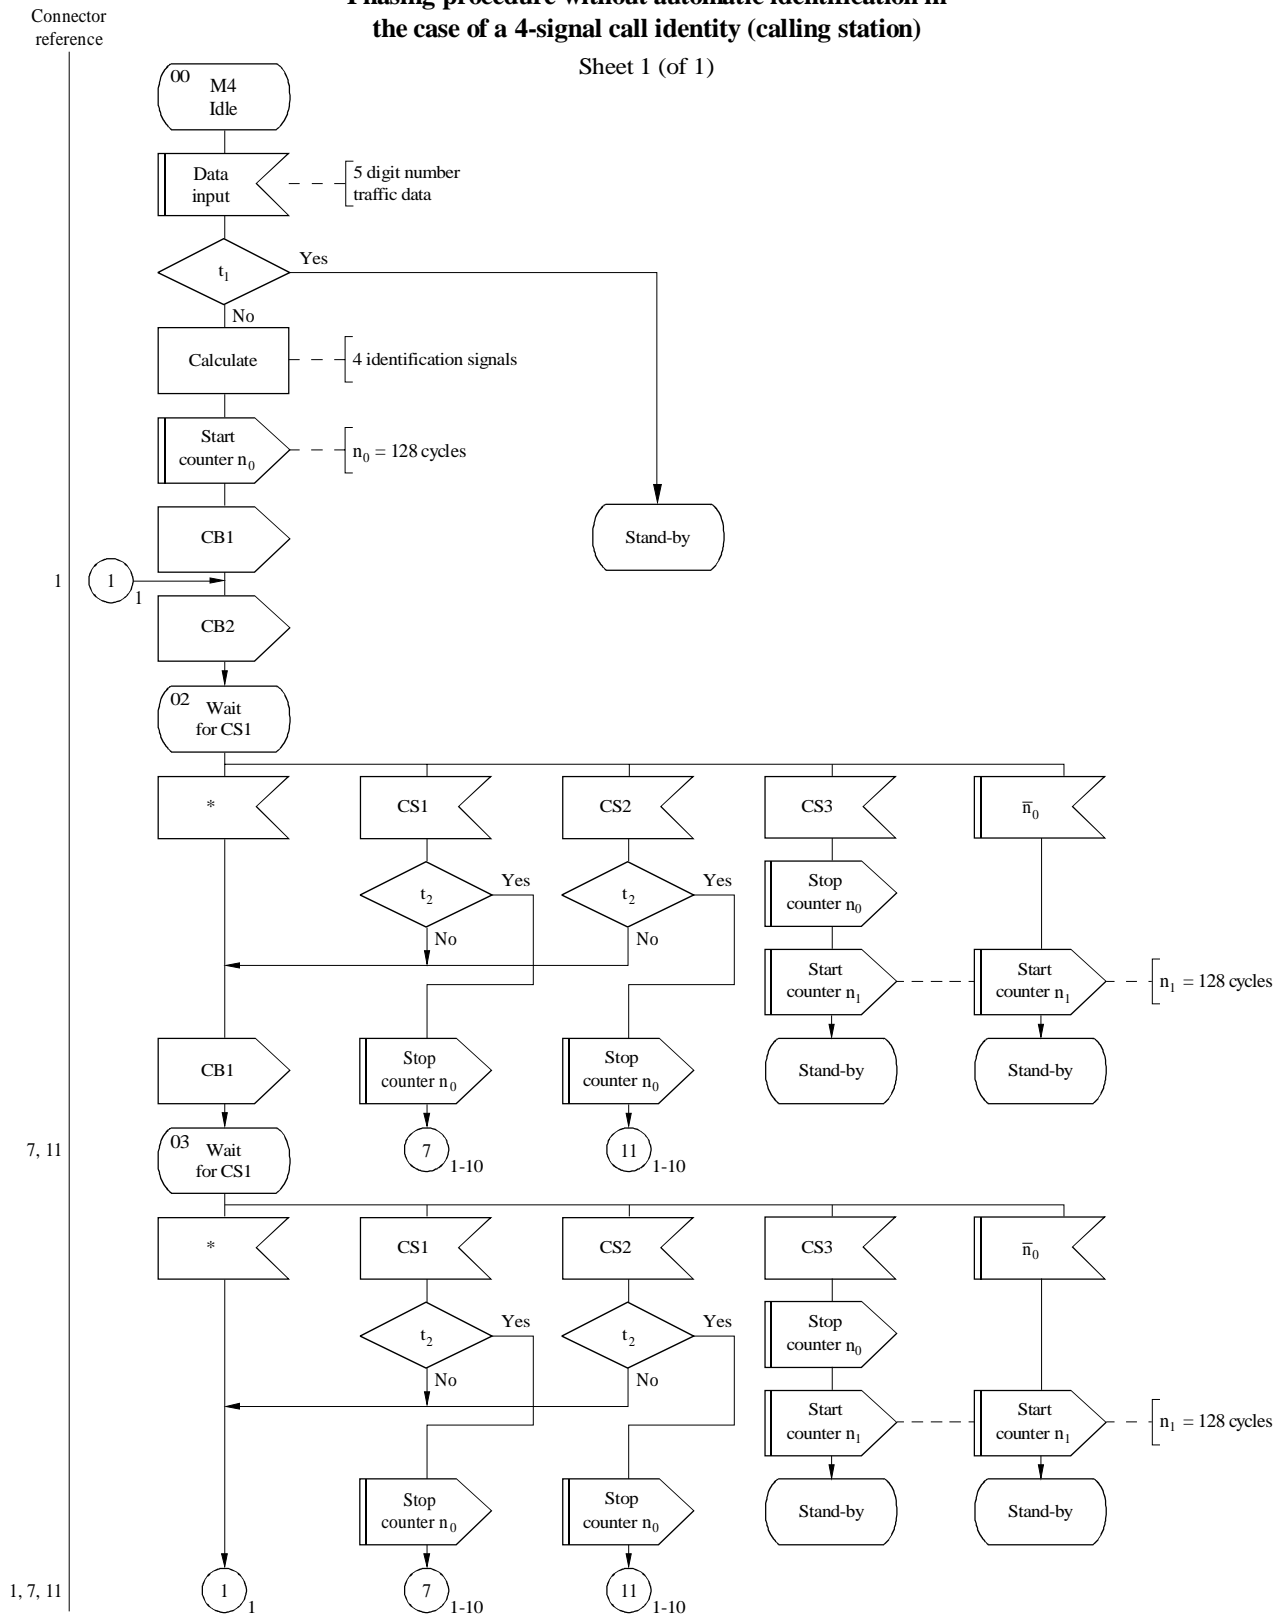 Connector
reference
Phasing procedure without automatic identification in
the case of a 4-signal call identity (calling station)
Sheet 1 (of 1)
00
M4
Idle
Data
input
5 digit number
traffic data
t1
Yes
No
Calculate
4 identification signals
Start
counter n0
n0 = 128 cycles
CB1
Stand-by
1
1
1
CB2
02
Wait
for CS1
*
CS1
CS2
CS3
n̄0
t2
Yes
No
t2
Yes
No
Stop
counter n0
Start
counter n1
Start
counter n1
n1 = 128 cycles
CB1
Stop
counter n0
Stop
counter n0
Stand-by
Stand-by
7, 11
03
Wait
for CS1
7
1-10
11
1-10
*
CS1
CS2
CS3
n̄0
t2
Yes
No
t2
Yes
No
Stop
counter n0
Start
counter n1
Start
counter n1
n1 = 128 cycles
Stop
counter n0
Stop
counter n0
Stand-by
Stand-by
1, 7, 11
1
1
7
1-10
11
1-10